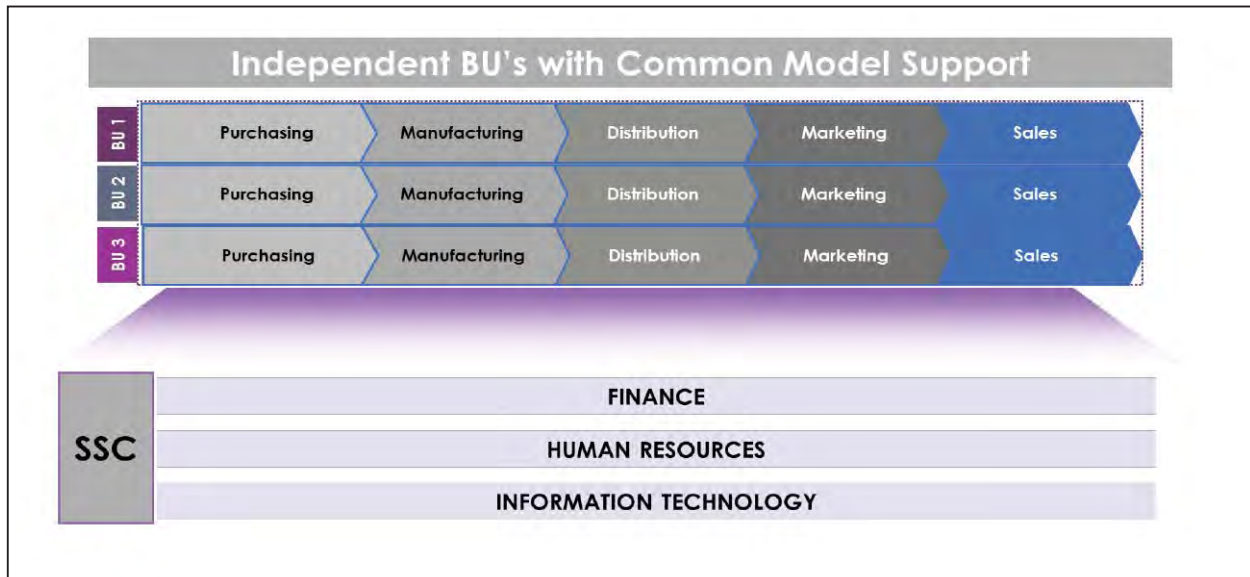 Independent BU's with Common Model Support
BU 1
Purchasing
Manufacturing
Distribution
Marketing
Sales
BU 2
Purchasing
Manufacturing
Distribution
Marketing
Sales
BU 3
Purchasing
Manufacturing
Distribution
Marketing
Sales
SSC
FINANCE
HUMAN RESOURCES
INFORMATION TECHNOLOGY